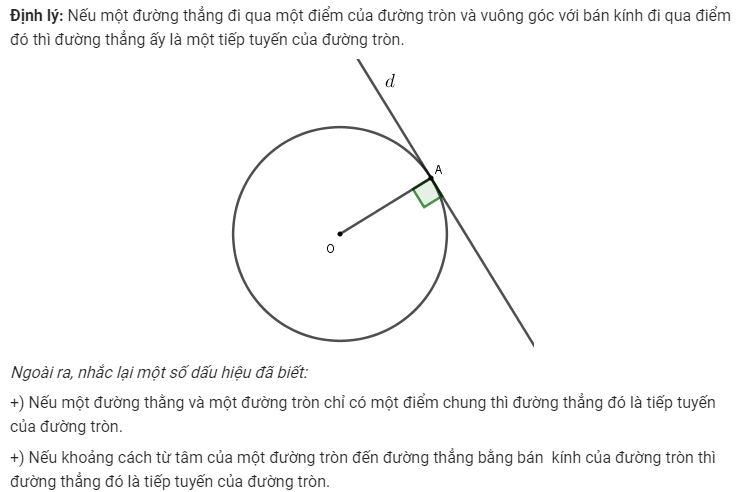 Định lý: Nếu một đường thẳng đi qua một điểm của đường tròn và vuông góc với bán kính đi qua điểm
đó thì đường thẳng ấy là một tiếp tuyến của đường tròn.
d
A
O
Ngoài ra, nhắc lại một số dấu hiệu đã biết:
+) Nếu một đường thẳng và một đường tròn chỉ có một điểm chung thì đường thẳng đó là tiếp tuyến
của đường tròn.
+) Nếu khoảng cách từ tâm của một đường tròn đến đường thẳng bằng bán kính của đường tròn thì
đường thẳng đó là tiếp tuyến của đường tròn.